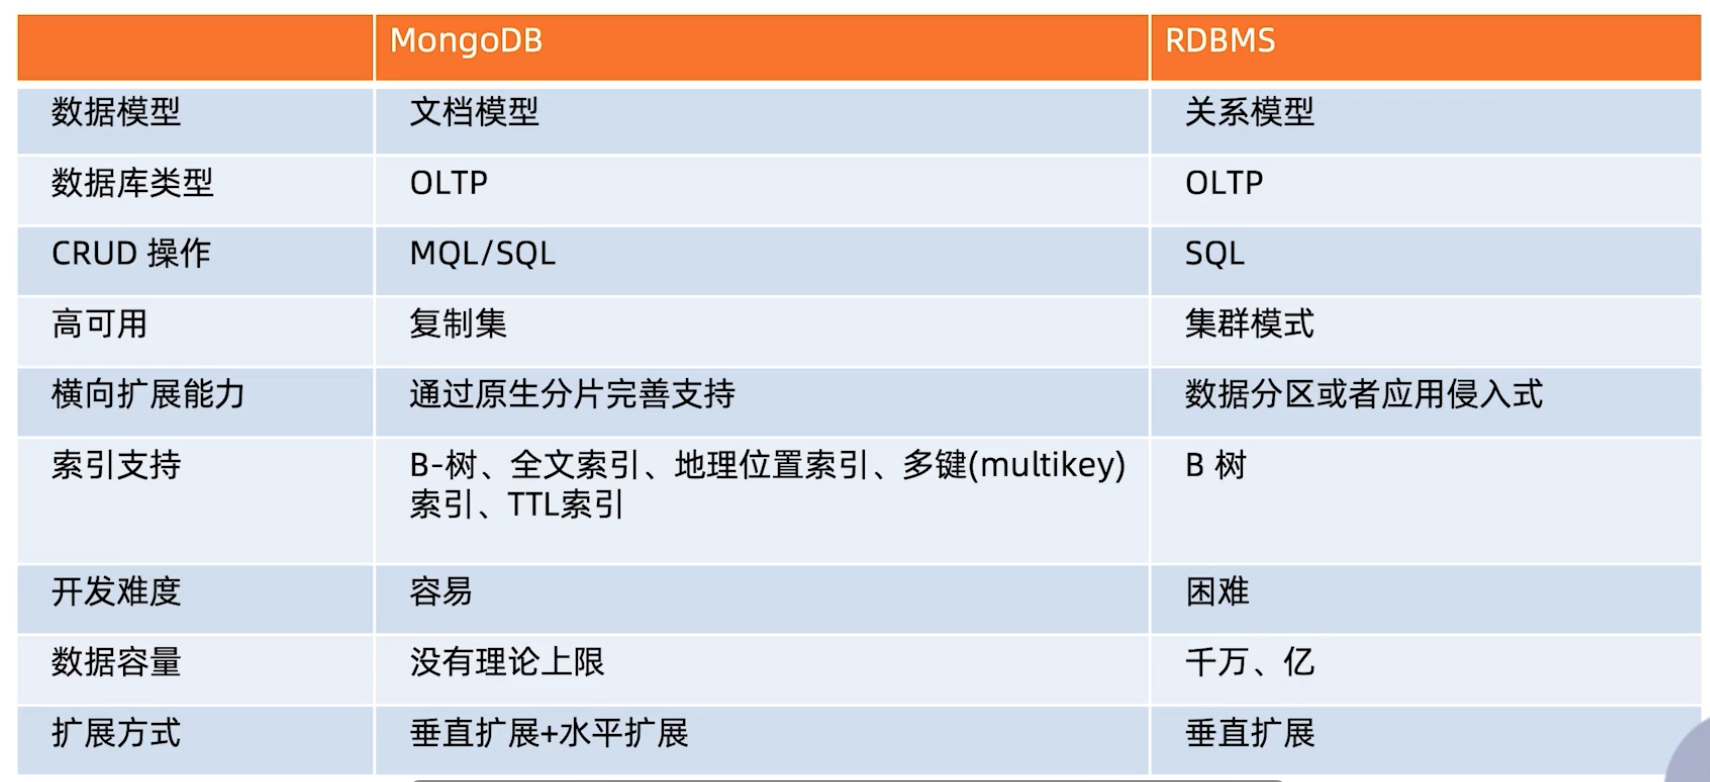 MongoDB
RDBMS
数据模型
文档模型
关系模型
数据库类型
OLTP
OLTP
CRUD 操作
MQL/SQL
SQL
高可用
复制集
集群模式
横向扩展能力
通过原生分片完善支持
数据分区或者应用侵入式
索引支持
B-树、全文索引、地理位置索引、多键(multikey)
索引、TTL索引
B 树
开发难度
容易
困难
数据容量
没有理论上限
千万、亿
扩展方式
垂直扩展+水平扩展
垂直扩展